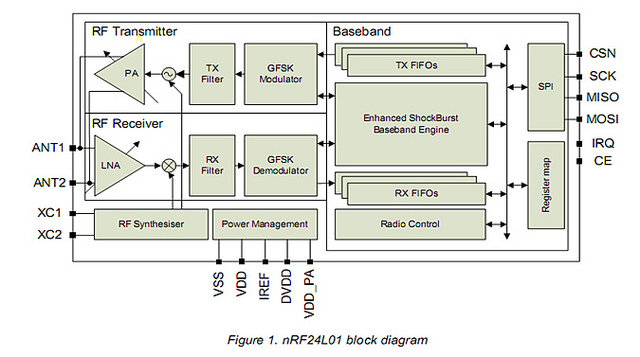 RF Transmitter
Baseband
PA
TX
Filter
GFSK
Modulator
TX FIFOs
SPI
CSN
SCK
MISO
MOSI
Enhanced ShockBurst
Baseband Engine
RF Receiver
ANT1
ANT2
LNA
RX
Filter
GFSK
Demodulator
RX FIFOs
Register map
IRQ
CE
XC1
XC2
RF Synthesiser
Power Management
Radio Control
VSS
VDD
IREF
DVDD
VDD_PA
Figure 1. nRF24L01 block diagram